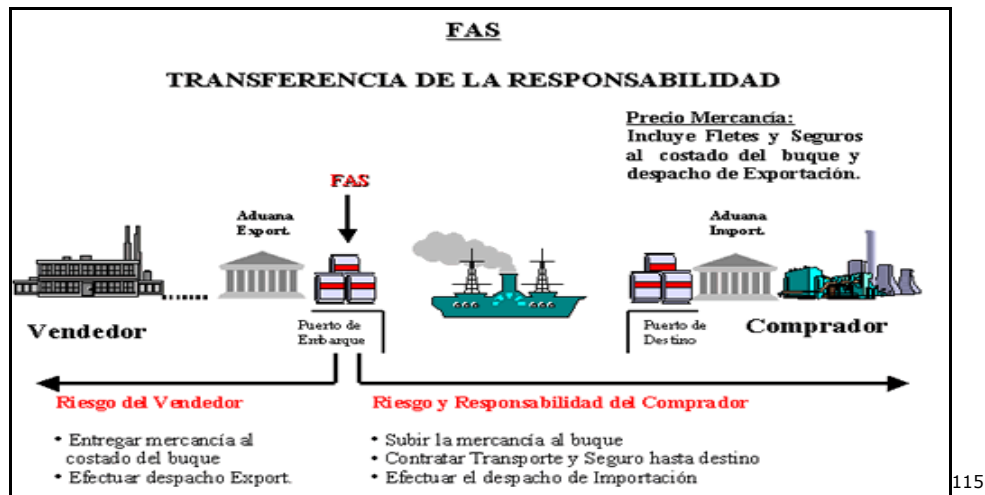 FAS
TRANSFERENCIA DE LA RESPONSABILIDAD
Precio Mercancía:
Incluye Fletes y Seguros
al costado del buque y
despacho de Exportación.
FAS
Aduana
Export.
Aduana
Import.
Vendedor
Puerto de
Embarque
Puerto de
Destino
Comprador
Riesgo del Vendedor
• Entregar mercancía al
costado del buque
• Efectuar despacho Export.
Riesgo y Responsabilidad del Comprador
• Subir la mercancía al buque
• Contratar Transporte y Seguro hasta destino
• Efectuar el despacho de Importación
115